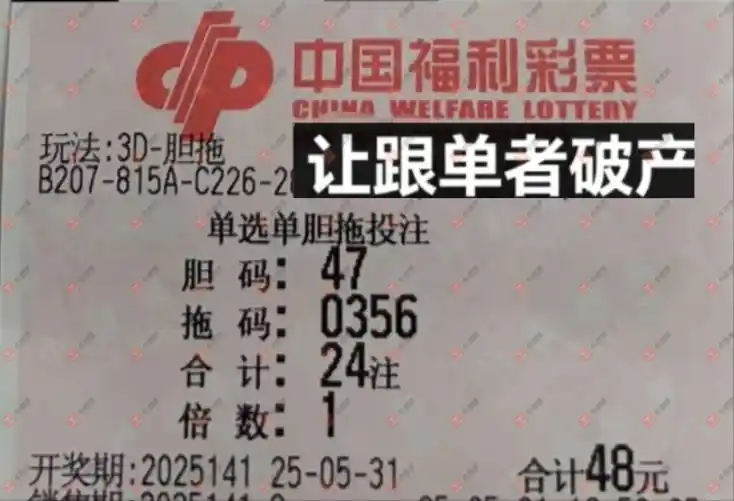 中国福利彩票
CHINA WELFARE LOTTERY
让跟单者破产
玩法:3D-胆拖
B207-815A-C226-2
单选单胆拖投注
胆 码: 47
拖 码: 0356
合 计: 24注
倍 数: 1
开奖期:2025141 25-05-31 合计48元